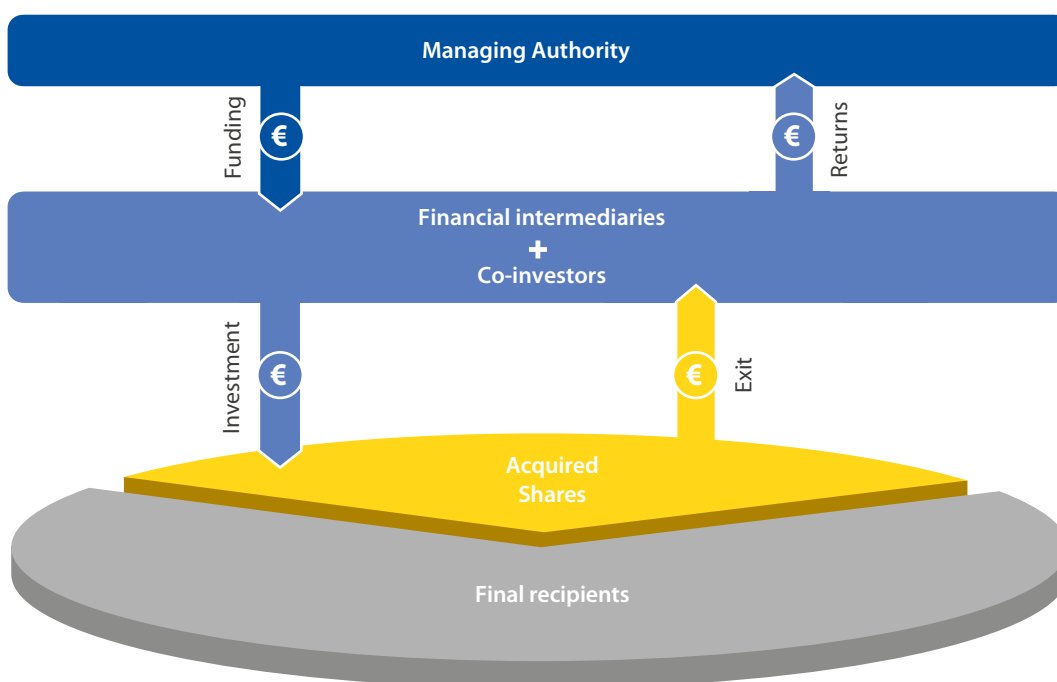 Managing Authority
Funding
€
€
Returns
Financial intermediaries
+
Co-investors
Investment
€
€
Exit
Acquired
Shares
Final recipients